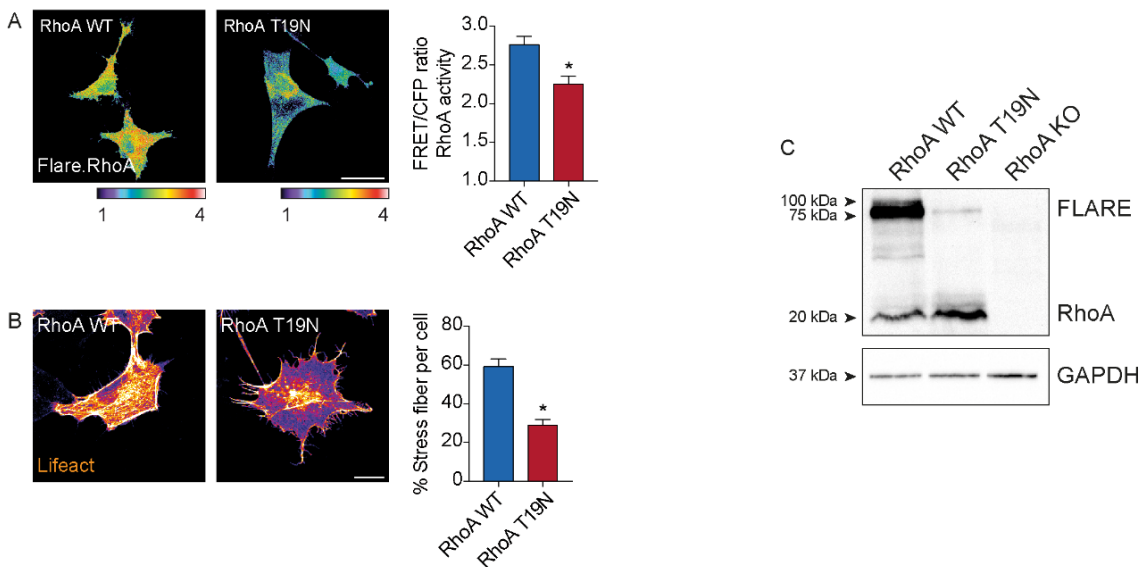 A
RhoA WT
RhoA T19N
Flare.RhoA
1
4
1
4
FRET/CFP ratio
RhoA activity
3.0
2.5
2.0
1.5
1.0
*
RhoA WT
RhoA T19N
B
RhoA WT
RhoA T19N
Lifeact
% Stress fiber per cell
80
60
40
20
0
*
RhoA WT
RhoA T19N
C
RhoA WT
RhoA T19N
RhoA KO
100 kDa
75 kDa
20 kDa
37 kDa
FLARE
RhoA
GAPDH